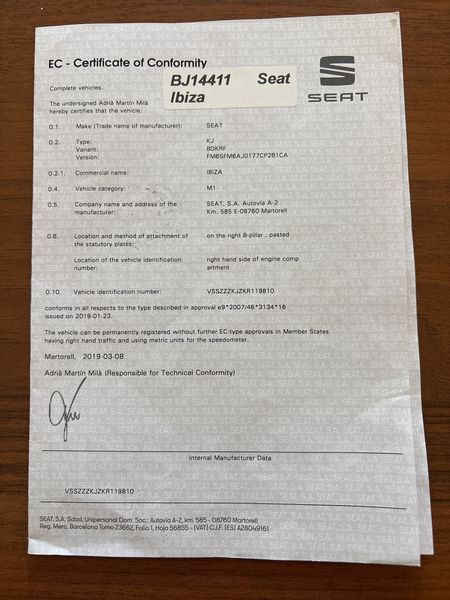 EC - Certificate of Conformity
BJ14411 Seat
Ibiza
SEAT
Complete vehicles.
The undersigned Adrià Martín Milà
hereby certifies that the vehicle:
0.1. Make (Trade name of manufacturer): SEAT
0.2. Type: KJ
Variant: BDKRF
Version: FM6SFM6AJ0177CP2B1CA
0.2.1. Commercial name: IBIZA
0.4. Vehicle category: M1
0.5. Company name and address of the SEAT, S.A. Autovia A-2
manufacturer: Km. 585 E-08760 Martorell
0.6. Location and method of attachment of on the right B-pillar , pasted
the statutory plates:
Location of the vehicle identification right hand side of engine comp
number: artment
0.10. Vehicle identification number: VSSZZZKJZKR119810
conforms in all respects to the type described in approval e9*2007/46*3134*16
issued on 2019-01-23.
The vehicle can be permanently registered without further EC-type approvals in Member States
having right hand traffic and using metric units for the speedometer.
Martorell, 2019-03-08
Adrià Martín Milà (Responsible for Technical Conformity)
Internal Manufacturer Data
VSSZZZKJZKR119810
SEAT, S.A. Sdad. Unipersonal Dom. Soc.: Autovía A-2, km. 585 - 08760 Martorell
Reg. Merc. Barcelona Tomo 23662, Folio 1, Hoja 56855 - (VAT) C.I.F. (ES) A28049161